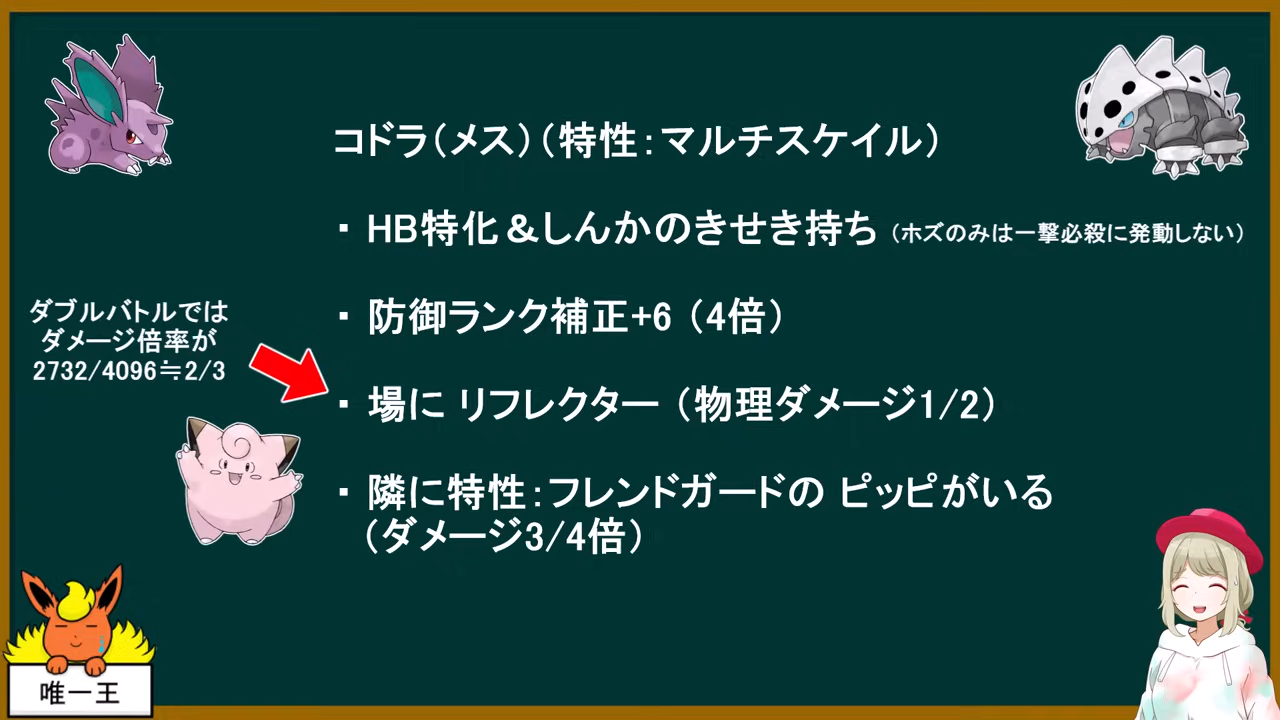 コドラ（メス）（特性：マルチスケイル）
・ HB特化＆しんかのきせき持ち （ホズのみは一撃必殺に発動しない）
・ 防御ランク補正+6 （4倍）
ダブルバトルでは
ダメージ倍率が
2732/4096≒2/3
・ 場に リフレクター （物理ダメージ1/2）
・ 隣に特性：フレンドガードの ピッピがいる
（ダメージ3/4倍）
唯一王